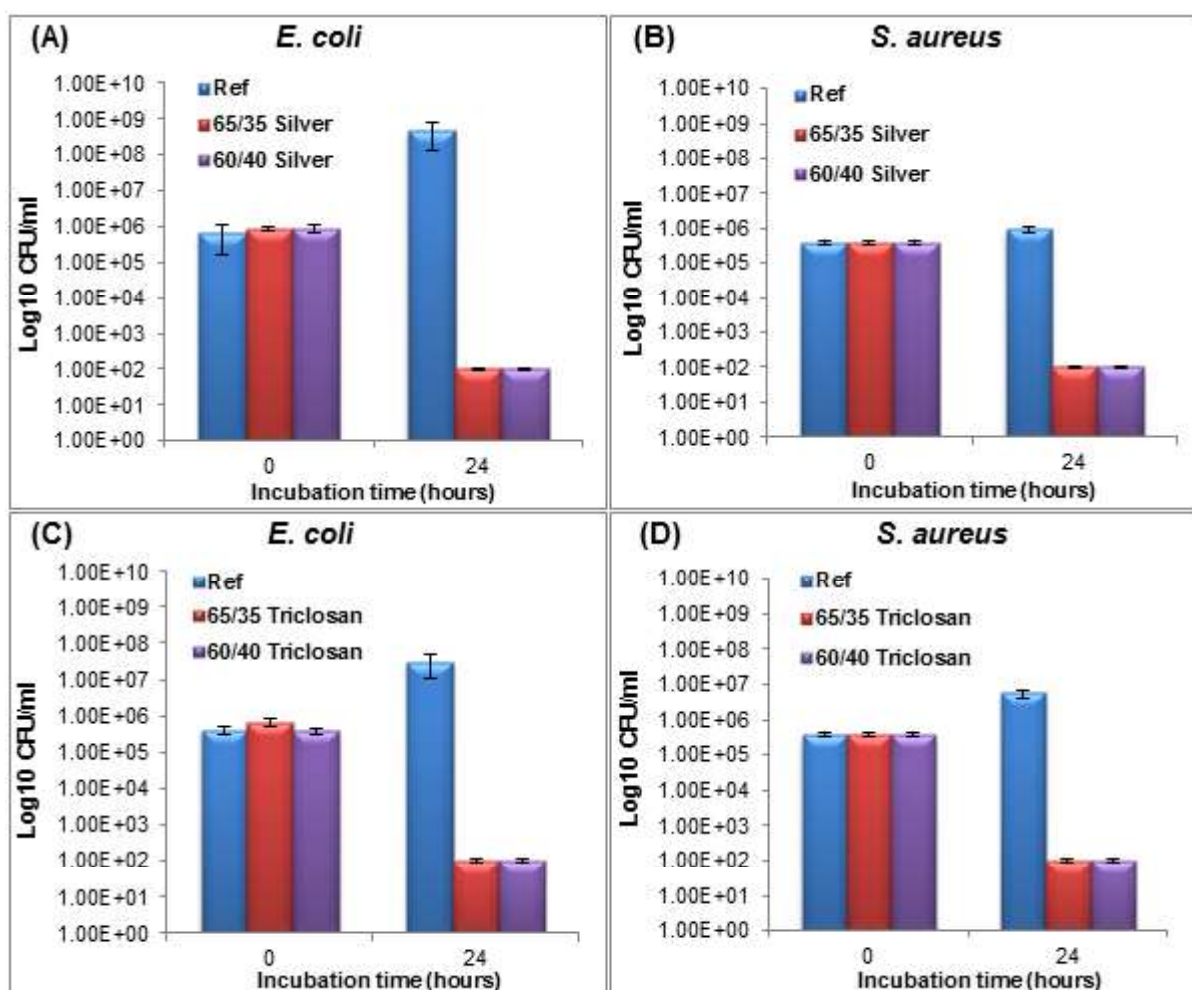 (A) E. coli
Ref
65/35 Silver
60/40 Silver
Log10 CFU/ml
1.00E+10
1.00E+09
1.00E+08
1.00E+07
1.00E+06
1.00E+05
1.00E+04
1.00E+03
1.00E+02
1.00E+01
1.00E+00
0 24
Incubation time (hours)
(B) S. aureus
Ref
65/35 Silver
60/40 Silver
Log10 CFU/ml
1.00E+10
1.00E+09
1.00E+08
1.00E+07
1.00E+06
1.00E+05
1.00E+04
1.00E+03
1.00E+02
1.00E+01
1.00E+00
0 24
Incubation time (hours)
(C) E. coli
Ref
65/35 Triclosan
60/40 Triclosan
Log10 CFU/ml
1.00E+10
1.00E+09
1.00E+08
1.00E+07
1.00E+06
1.00E+05
1.00E+04
1.00E+03
1.00E+02
1.00E+01
1.00E+00
0 24
Incubation time (hours)
(D) S. aureus
Ref
65/35 Triclosan
60/40 Triclosan
Log10 CFU/ml
1.00E+10
1.00E+09
1.00E+08
1.00E+07
1.00E+06
1.00E+05
1.00E+04
1.00E+03
1.00E+02
1.00E+01
1.00E+00
0 24
Incubation time (hours)